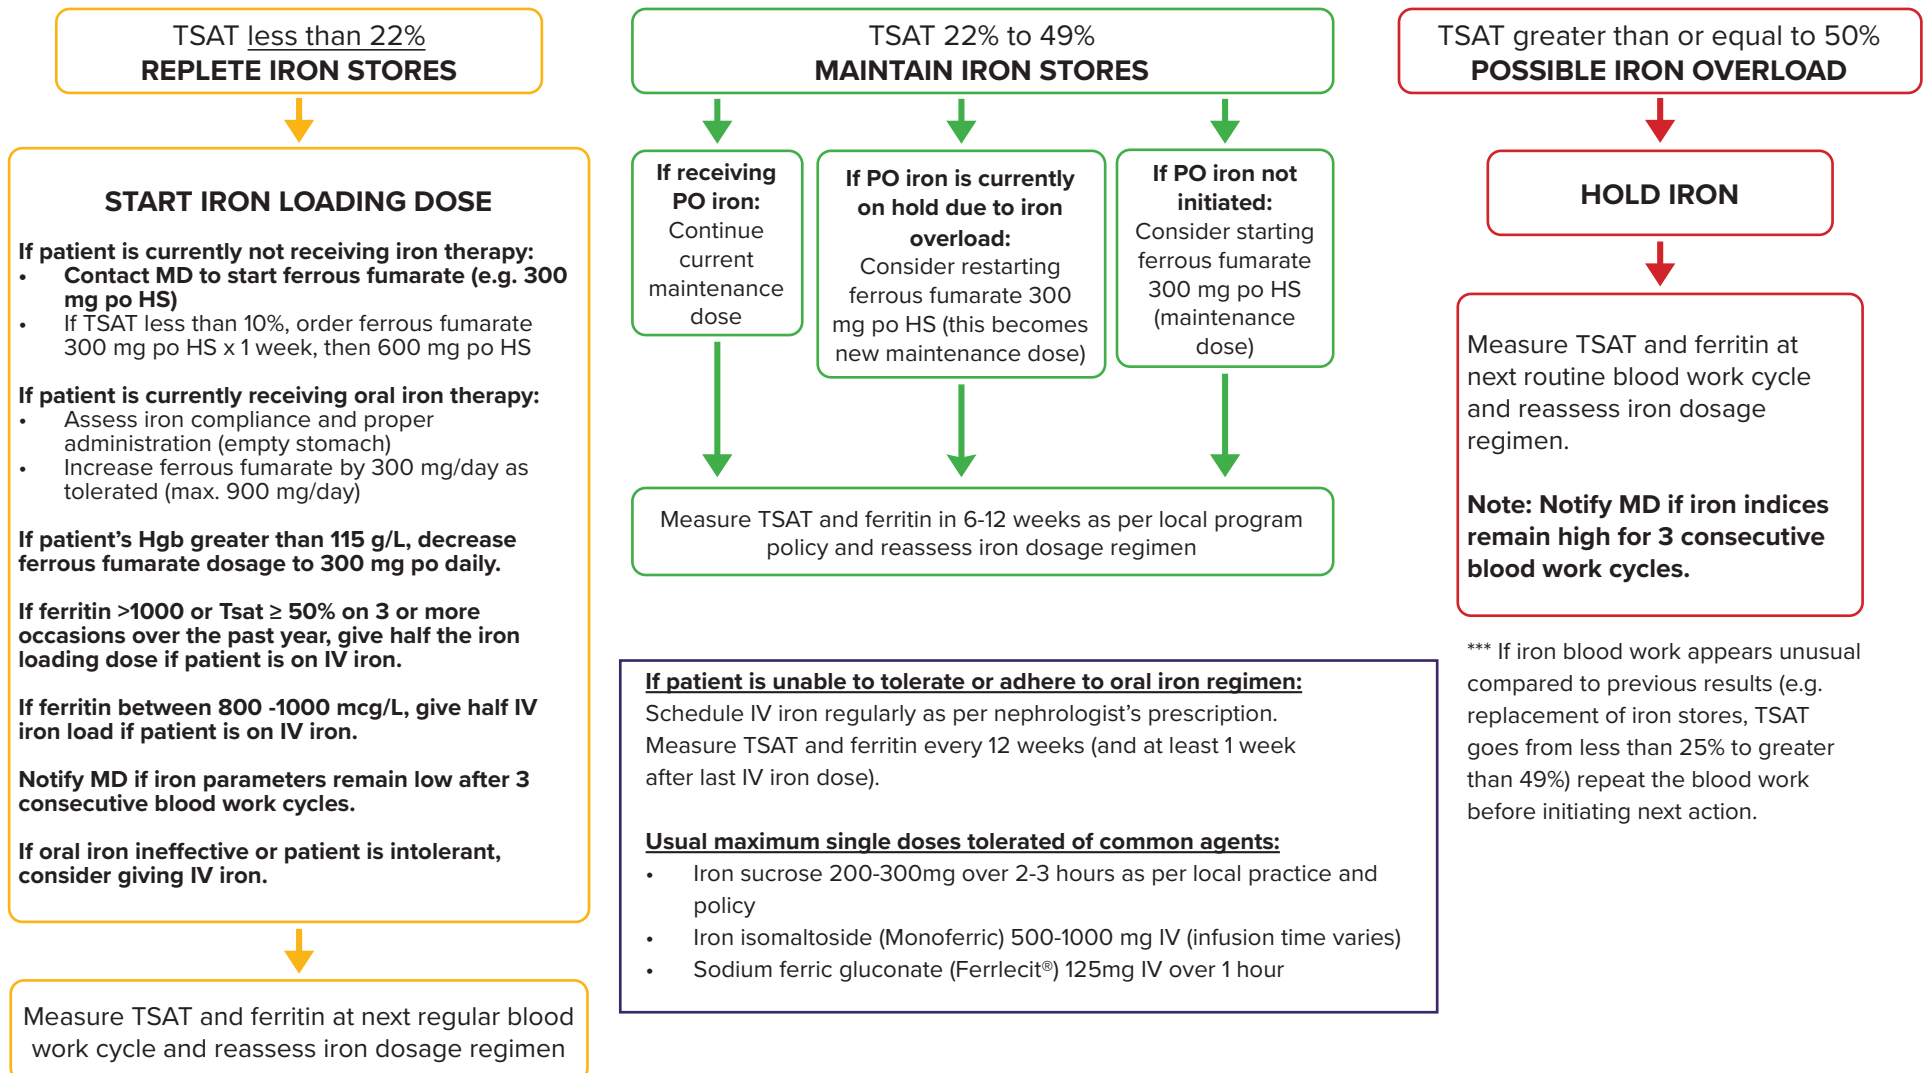 TSAT less than 22%
REPLETE IRON STORES
START IRON LOADING DOSE
If patient is currently not receiving iron therapy:
• Contact MD to start ferrous fumarate (e.g. 300
mg po HS)
• If TSAT less than 10%, order ferrous fumarate
300 mg po HS x 1 week, then 600 mg po HS
If patient is currently receiving oral iron therapy:
• Assess iron compliance and proper
administration (empty stomach)
• Increase ferrous fumarate by 300 mg/day as
tolerated (max. 900 mg/day)
If patient's Hgb greater than 115 g/L, decrease
ferrous fumarate dosage to 300 mg po daily.
If ferritin >1000 or Tsat ≥ 50% on 3 or more
occasions over the past year, give half the iron
loading dose if patient is on IV iron.
If ferritin between 800 -1000 mcg/L, give half IV
iron load if patient is on IV iron.
Notify MD if iron parameters remain low after 3
consecutive blood work cycles.
If oral iron ineffective or patient is intolerant,
consider giving IV iron.
Measure TSAT and ferritin at next regular blood
work cycle and reassess iron dosage regimen
TSAT 22% to 49%
MAINTAIN IRON STORES
If receiving
PO iron:
Continue
current
maintenance
dose
If PO iron is currently
on hold due to iron
overload:
Consider restarting
ferrous fumarate 300
mg po HS (this becomes
new maintenance dose)
If PO iron not
initiated:
Consider starting
ferrous fumarate
300 mg po HS
(maintenance
dose)
Measure TSAT and ferritin in 6-12 weeks as per local program
policy and reassess iron dosage regimen
If patient is unable to tolerate or adhere to oral iron regimen:
Schedule IV iron regularly as per nephrologist's prescription.
Measure TSAT and ferritin every 12 weeks (and at least 1 week
after last IV iron dose).
Usual maximum single doses tolerated of common agents:
• Iron sucrose 200-300mg over 2-3 hours as per local practice and
policy
• Iron isomaltoside (Monoferric) 500-1000 mg IV (infusion time varies)
• Sodium ferric gluconate (Ferrlecit®) 125mg IV over 1 hour
TSAT greater than or equal to 50%
POSSIBLE IRON OVERLOAD
HOLD IRON
Measure TSAT and ferritin at
next routine blood work cycle
and reassess iron dosage
regimen.
Note: Notify MD if iron indices
remain high for 3 consecutive
blood work cycles.
*** If iron blood work appears unusual
compared to previous results (e.g.
replacement of iron stores, TSAT
goes from less than 25% to greater
than 49%) repeat the blood work
before initiating next action.